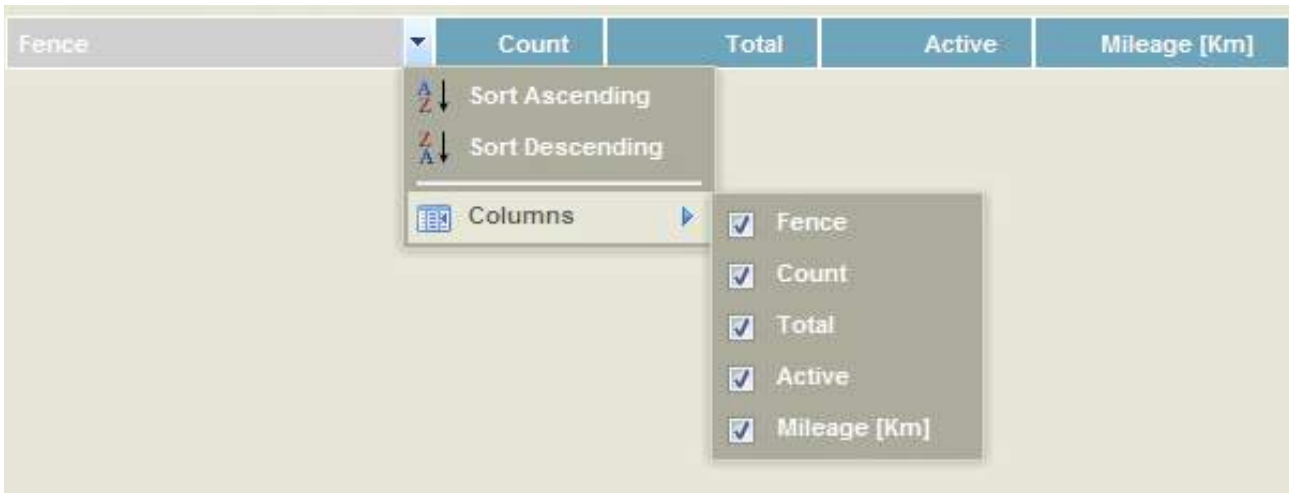 Fence Count Total Active Mileage [Km]
Sort Ascending
Sort Descending
Columns
Fence
Count
Total
Active
Mileage [Km]